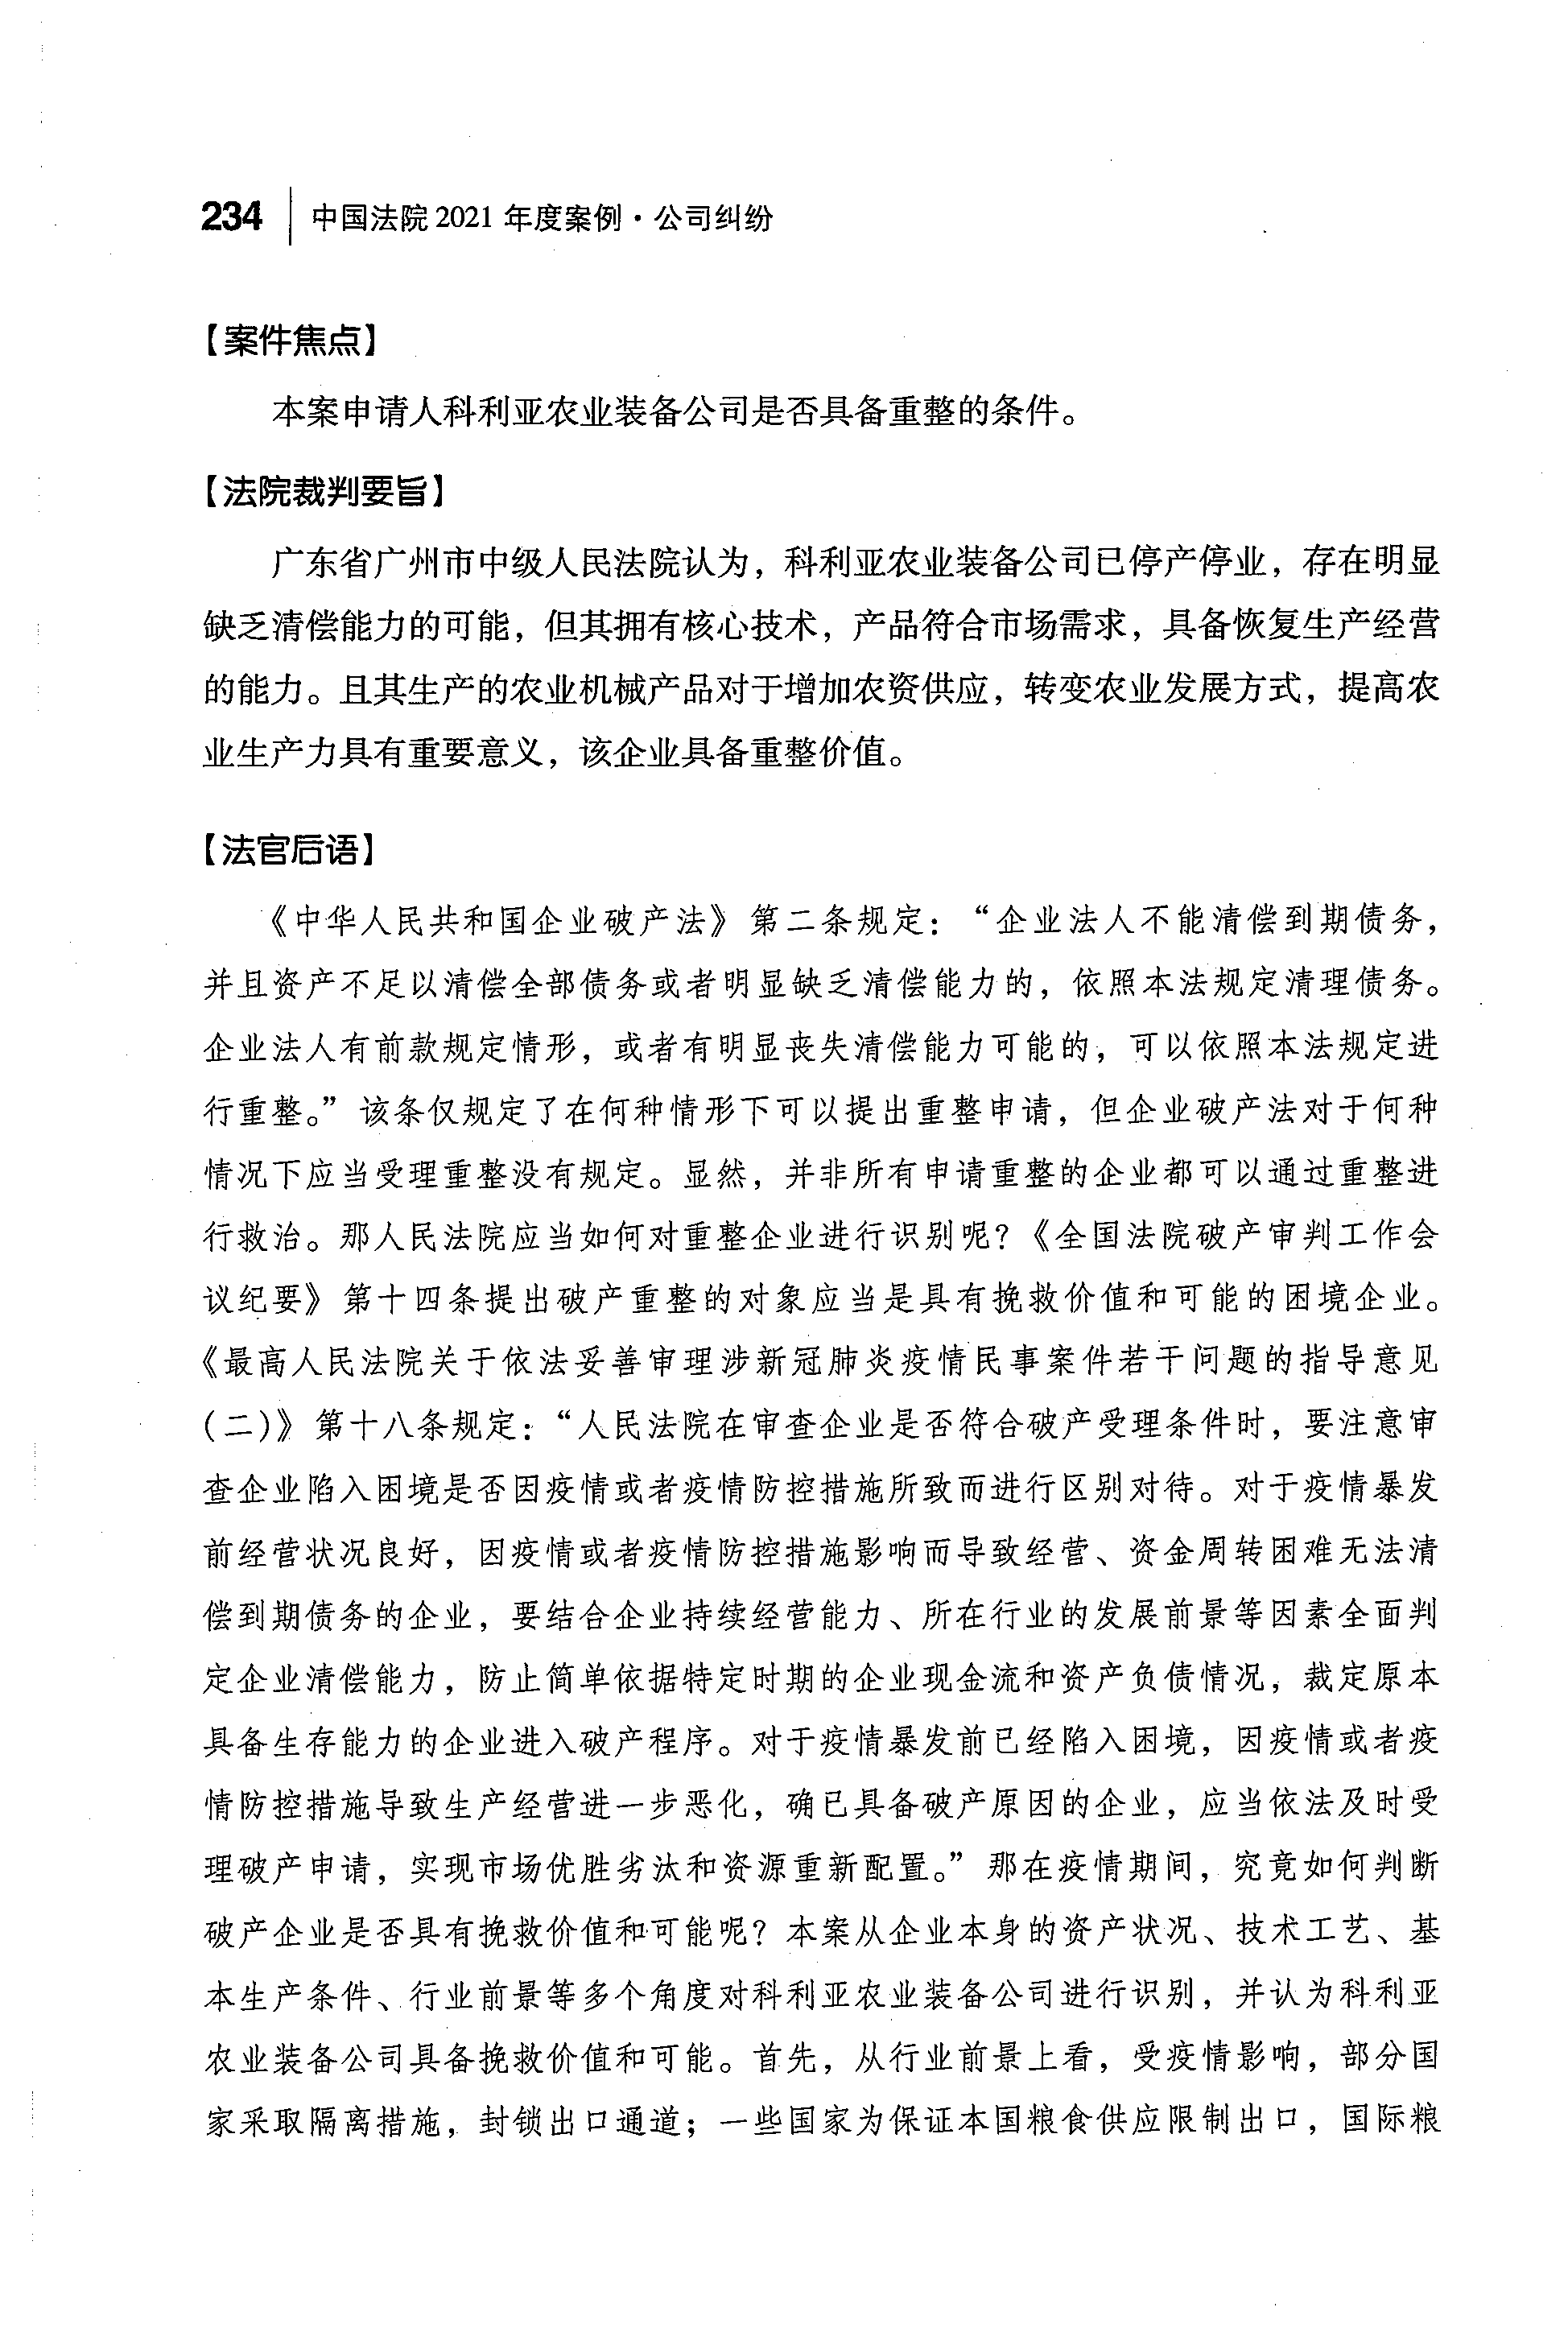 234 中国法院 2021 年度案例·公司纠纷
【案件焦点】
本案申请人科利亚农业装备公司是否具备重整的条件。
【法院裁判要旨】
广东省广州市中级人民法院认为，科利亚农业装备公司已停产停业，存在明显
缺乏清偿能力的可能，但其拥有核心技术，产品符合市场需求，具备恢复生产经营
的能力。且其生产的农业机械产品对于增加农资供应，转变农业发展方式，提高农
业生产力具有重要意义，该企业具备重整价值。
【法官后语】
《中华人民共和国企业破产法》第二条规定：“企业法人不能清偿到期债务，
并且资产不足以清偿全部债务或者明显缺乏清偿能力的，依照本法规定清理债务。
企业法人有前款规定情形，或者有明显丧失清偿能力可能的，可以依照本法规定进
行重整。”该条仅规定了在何种情形下可以提出重整申请，但企业破产法对于何种
情况下应当受理重整没有规定。显然，并非所有申请重整的企业都可以通过重整进
行救治。那人民法院应当如何对重整企业进行识别呢？《全国法院破产审判工作会
议纪要》第十四条提出破产重整的对象应当是具有挽救价值和可能的困境企业。
《最高人民法院关于依法妥善审理涉新冠肺炎疫情民事案件若干问题的指导意见
（二）》第十八条规定：“人民法院在审查企业是否符合破产受理条件时，要注意审
查企业陷入困境是否因疫情或者疫情防控措施所致而进行区别对待。对于疫情暴发
前经营状况良好，因疫情或者疫情防控措施影响而导致经营、资金周转困难无法清
偿到期债务的企业，要结合企业持续经营能力、所在行业的发展前景等因素全面判
定企业清偿能力，防止简单依据特定时期的企业现金流和资产负债情况，裁定原本
具备生存能力的企业进入破产程序。对于疫情暴发前已经陷入困境，因疫情或者疫
情防控措施导致生产经营进一步恶化，确已具备破产原因的企业，应当依法及时受
理破产申请，实现市场优胜劣汰和资源重新配置。”那在疫情期间，究竟如何判断
破产企业是否具有挽救价值和可能呢？本案从企业本身的资产状况、技术工艺、基
本生产条件、行业前景等多个角度对科利亚农业装备公司进行识别，并认为科利亚
农业装备公司具备挽救价值和可能。首先，从行业前景上看，受疫情影响，部分国
家采取隔离措施，封锁出口通道；一些国家为保证本国粮食供应限制出口，国际粮